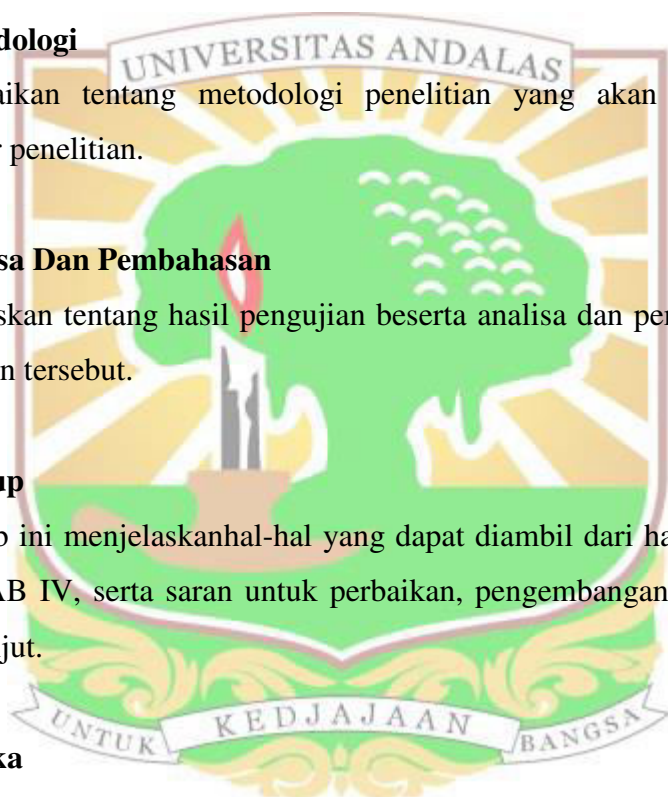 dologi
UNIVERSITAS ANDALAS
aikan tentang metodologi penelitian yang akan
penelitian.
sa Dan Pembahasan
skan tentang hasil pengujian beserta analisa dan per
n tersebut.
up
ini menjelaskanhal-hal yang dapat diambil dari ha
AB IV, serta saran untuk perbaikan, pengembangan
jut.
UNTUK KEDJAJAAN BANGSA
ka